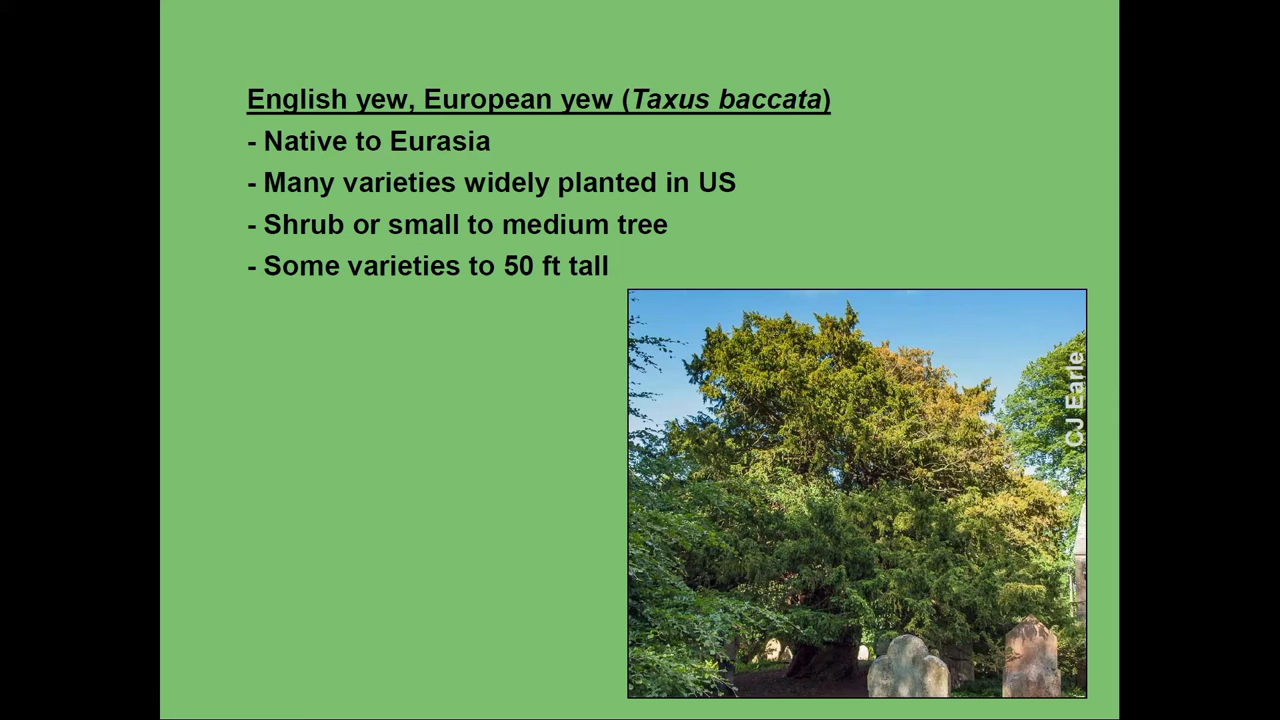 English yew, European yew (Taxus baccata)
- Native to Eurasia
- Many varieties widely planted in US
- Shrub or small to medium tree
- Some varieties to 50 ft tall
OJ Earle